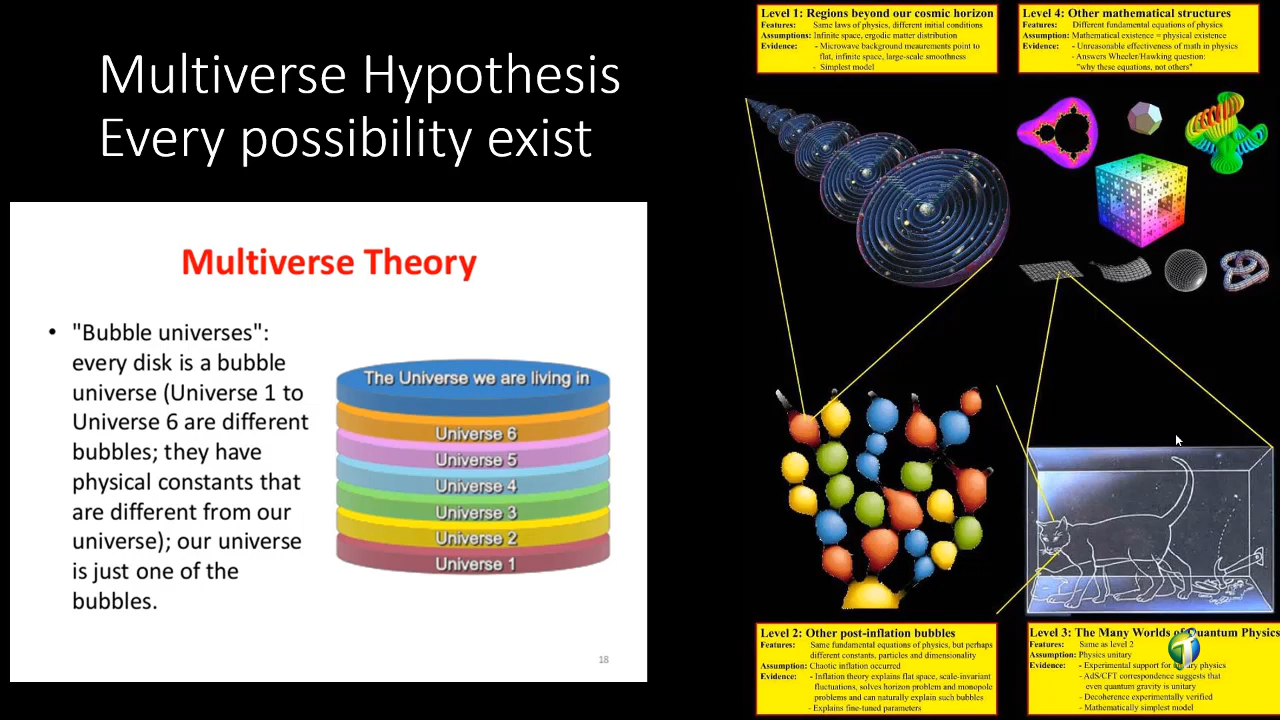 Multiverse Hypothesis
Every possibility exist
Multiverse Theory
• "Bubble universes":
every disk is a bubble
universe (Universe 1 to
Universe 6 are different
bubbles; they have
physical constants that
are different from our
universe); our universe
is just one of the
bubbles.
The Universe we are living in
Universe 6
Universe 5
Universe 4
Universe 3
Universe 2
Universe 1
18
Level 1: Regions beyond our cosmic horizon
Features: Same laws of physics, different initial conditions
Assumptions: Infinite space, ergodic matter distribution
Evidence: - Microwave background meaurements point to
flat, infinite space, large-scale smoothness
- Simplest model
Level 4: Other mathematical structures
Features: Different fundamental equations of physics
Assumption: Mathematical existence = physical existence
Evidence: - Unreasonable effectiveness of math in physics
- Answers Wheeler/Hawking question:
"why these equations, not others"
Level 2: Other post-inflation bubbles
Features: Same fundamental equations of physics, but perhaps
different constants, particles and dimensionality
Assumption: Chaotic inflation occurred
Evidence: - Inflation theory explains flat space, scale-invariant
fluctuations, solves horizon problem and monopole
problems and can naturally explain such bubbles
- Explains fine-tuned parameters
Level 3: The Many Worlds of Quantum Physics
Features: Same as level 2
Assumption: Physics unitary
Evidence: - Experimental support for physics
- AdS/CFT correspondence suggests that
even quantum gravity is unitary
- Decoherence experimentally verified
- Mathematically simplest model